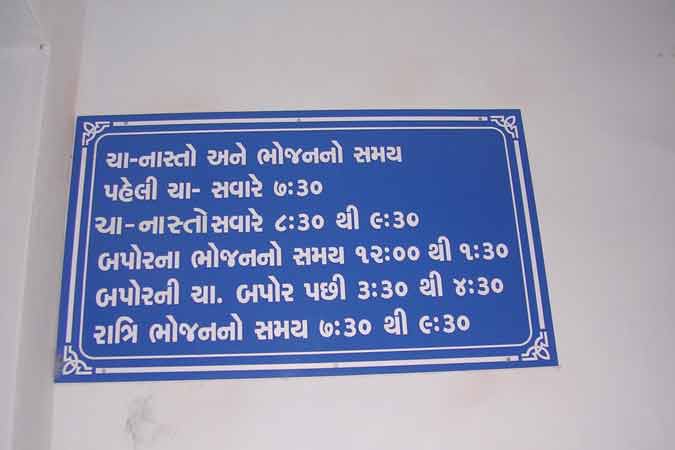 ચા-નાસ્તો અને ભોજનનો સમય
પહેલી ચા- સવારે ૭:૩૦
ચા-નાસ્તો સવારે ૮:૩૦ થી ૯:૩૦
બપોરના ભોજનનો સમય ૧૨:૦૦ થી ૧:૩૦
બપોરની ચા. બપોર પછી ૩:૩૦ થી ૪:૩૦
રાત્રિ ભોજનનો સમય ૭:૩૦ થી ૯:૩૦